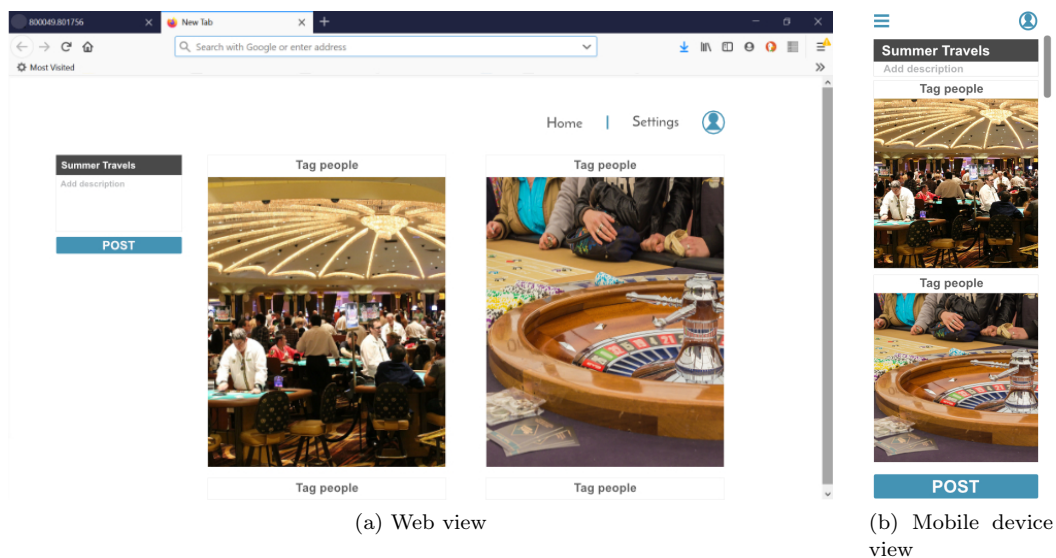 800049.801756
New Tab
Search with Google or enter address
Most Visited
Home | Settings
Summer Travels
Add description
POST
Tag people
Tag people
Tag people
Tag people
(a) Web view
Summer Travels
Add description
Tag people
Tag people
POST
(b) Mobile device
view